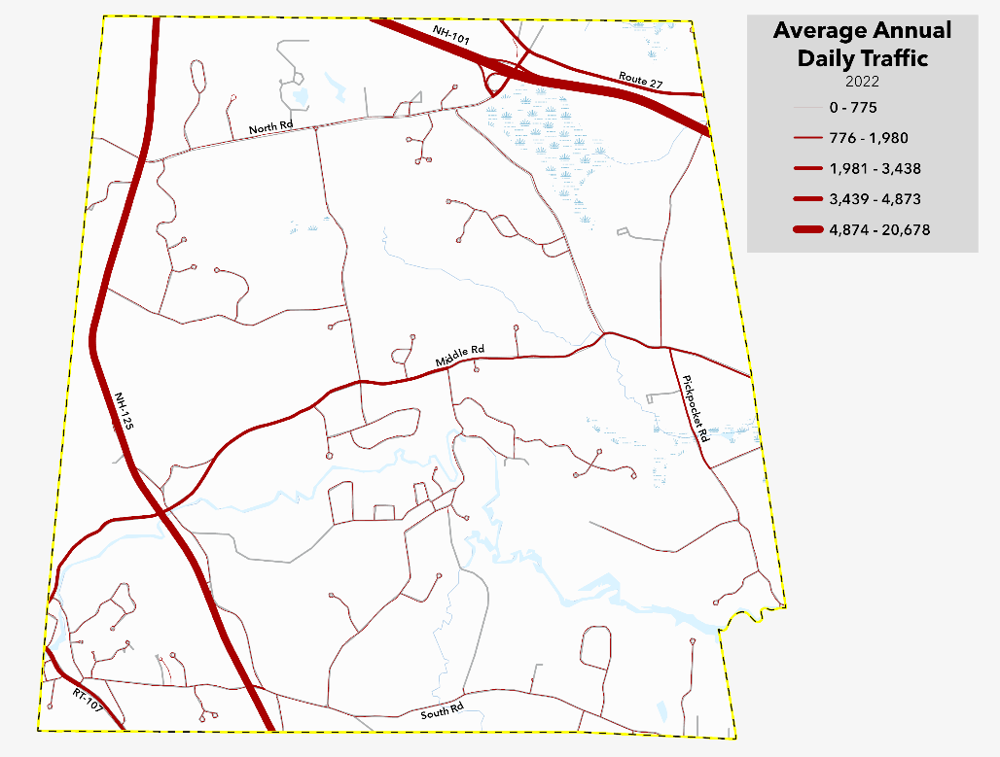 Average Annual
Daily Traffic
2022
0 - 775
776 - 1,980
1,981 - 3,438
3,439 - 4,873
4,874 - 20,678
NH-101
Route 27
North Rd
Middle Rd
Pickpocket Rd
NH-125
RT-107
South Rd